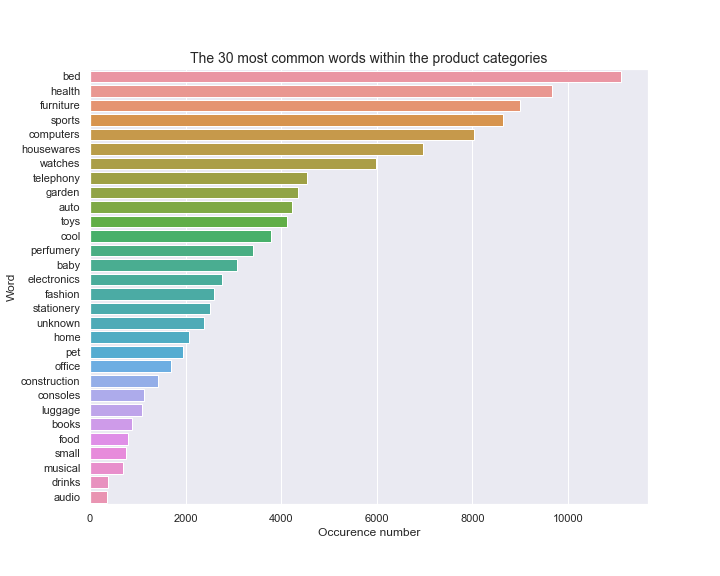 The 30 most common words within the product categories
bed
health
furniture
sports
computers
housewares
watches
telephony
garden
auto
toys
cool
perfumery
baby
electronics
fashion
stationery
unknown
home
pet
office
construction
consoles
luggage
books
food
small
musical
drinks
audio
Word
0 2000 4000 6000 8000 10000
Occurence number